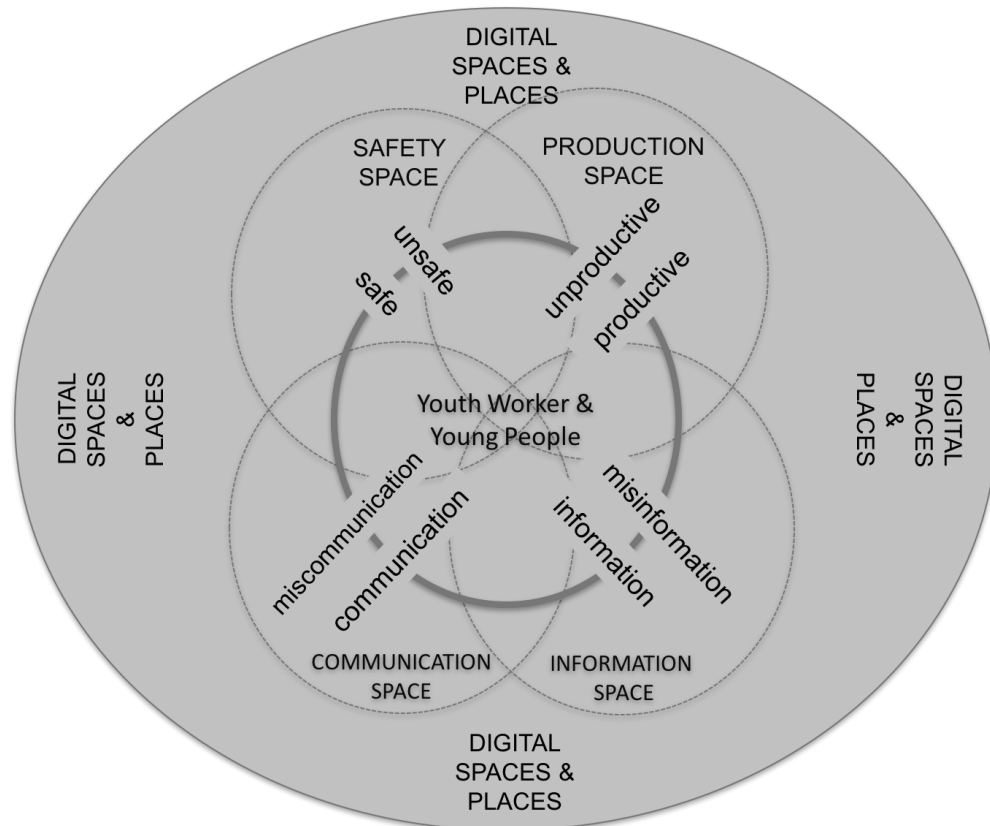 DIGITAL
SPACES &
PLACES
SAFETY
SPACE
PRODUCTION
SPACE
unsafe
safe
unproductive
productive
DIGITAL
SPACES
&
PLACES
Youth Worker &
Young People
DIGITAL
SPACES
&
PLACES
miscommunication
communication
misinformation
information
COMMUNICATION
SPACE
INFORMATION
SPACE
DIGITAL
SPACES &
PLACES